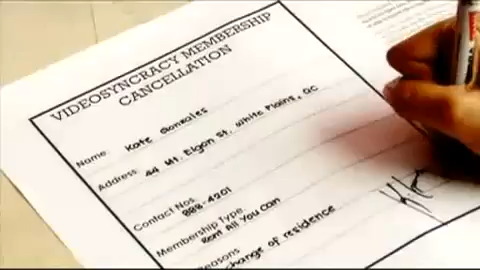 VIDEOSYNCRACY MEMBERSHIP
CANCELLATION
Name Kate Gonzales
Address 44 Mt. Elgon St. White Plains, QC
Contact Nos. 888-4201
Membership Type Rent All You Can
Reasons change of residence